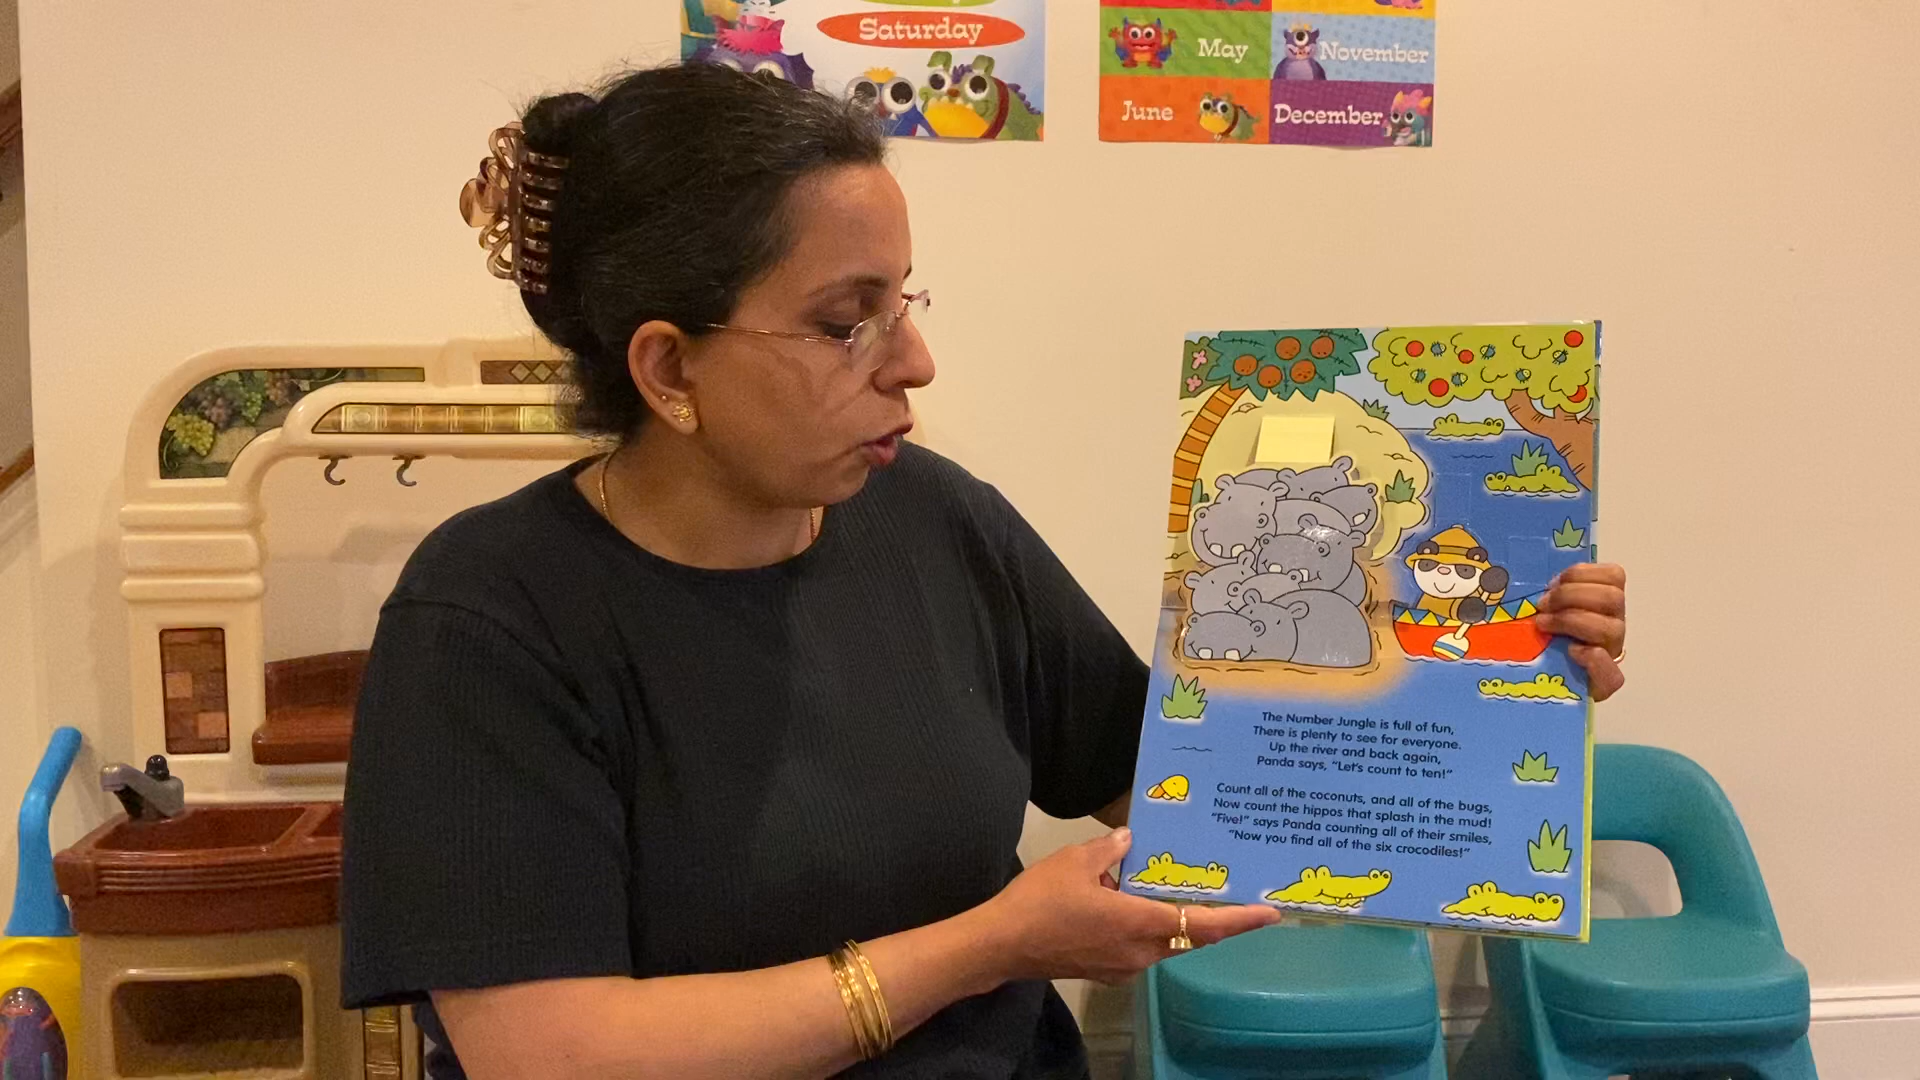 Saturday
May
November
June
December
The Number Jungle is full of fun,
There is plenty to see for everyone.
Up the river and back again,
Panda says, "Let's count to ten!"
Count all of the coconuts, and all of the bugs,
Now count the hippos that splash in the mud!
"Five!" says Panda counting all of their smiles,
"Now you find all of the six crocodiles!"